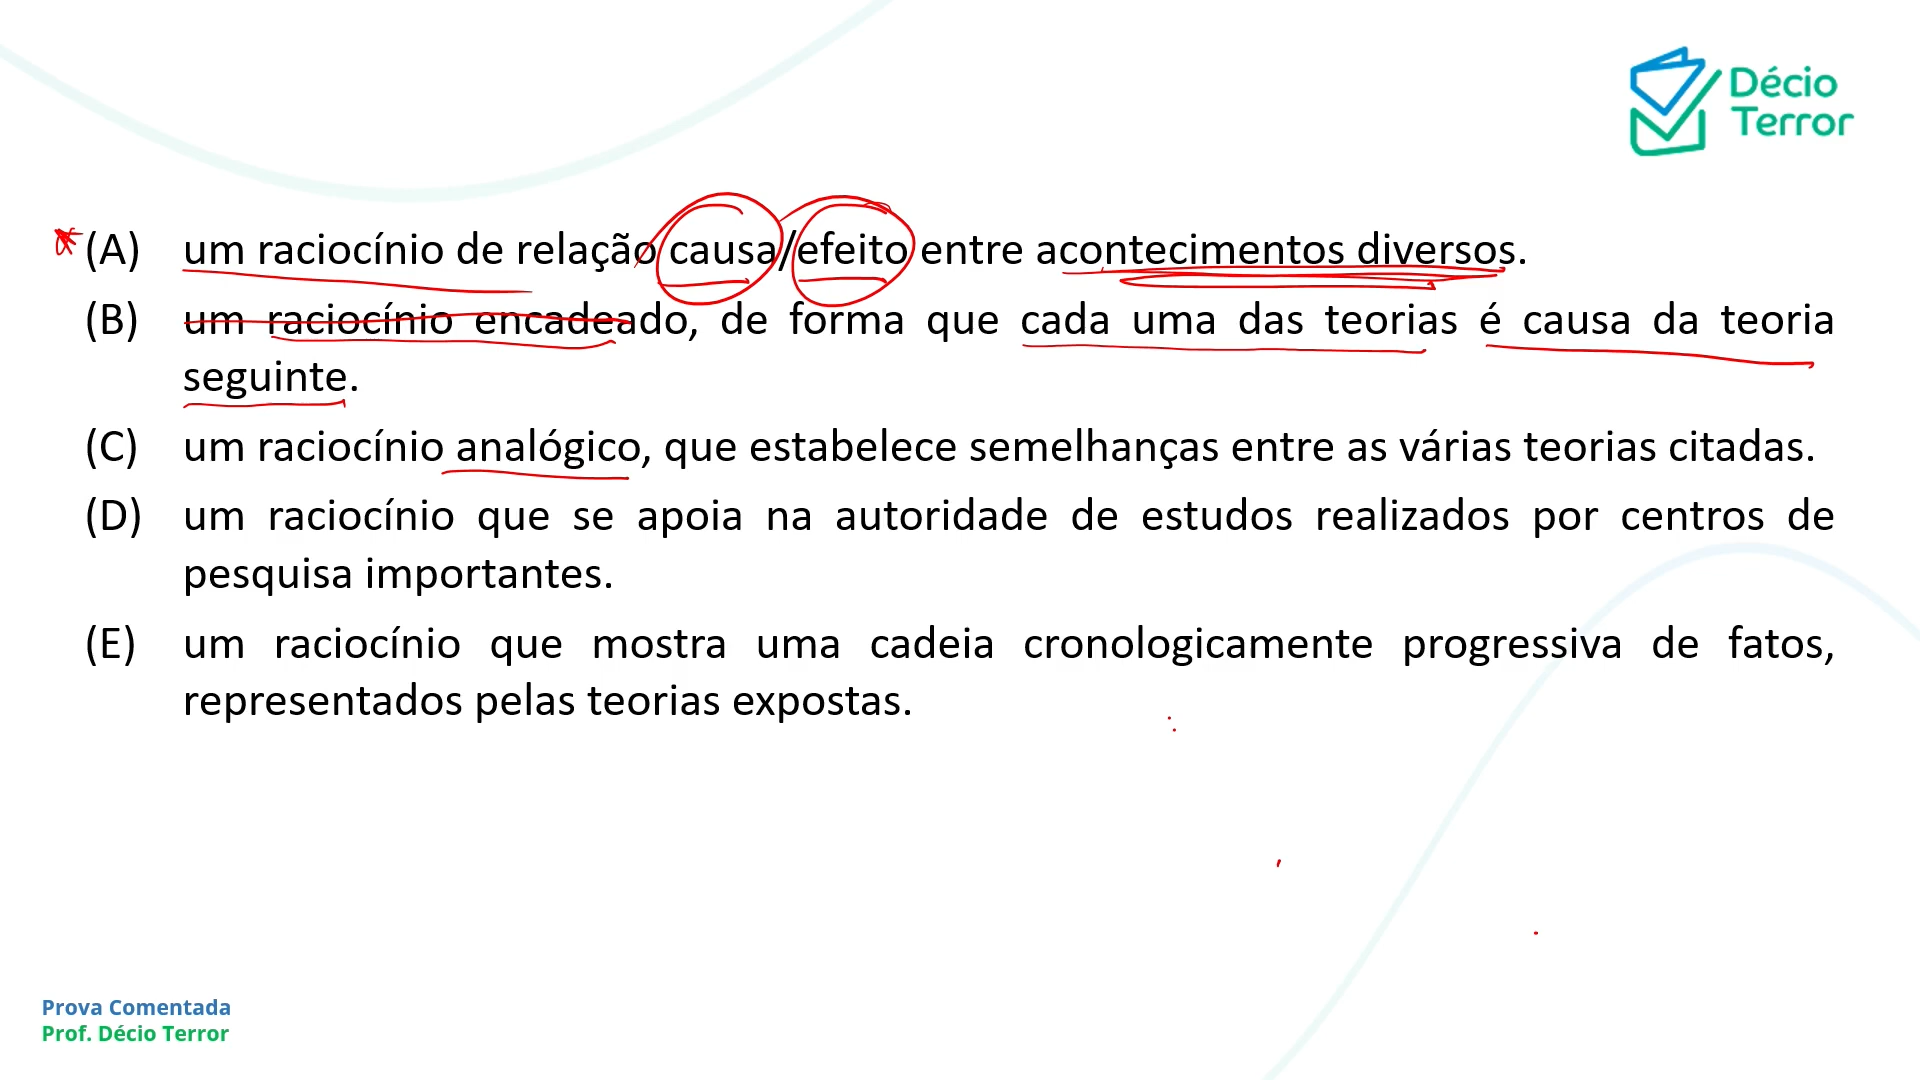 Décio
Terror
(A) um raciocínio de relação causa/efeito entre acontecimentos diversos.
(B) um raciocínio encadeado, de forma que cada uma das teorias é causa da teoria
seguinte.
(C) um raciocínio analógico, que estabelece semelhanças entre as várias teorias citadas.
(D) um raciocínio que se apoia na autoridade de estudos realizados por centros de
pesquisa importantes.
(E) um raciocínio que mostra uma cadeia cronologicamente progressiva de fatos,
representados pelas teorias expostas.
Prova Comentada
Prof. Décio Terror